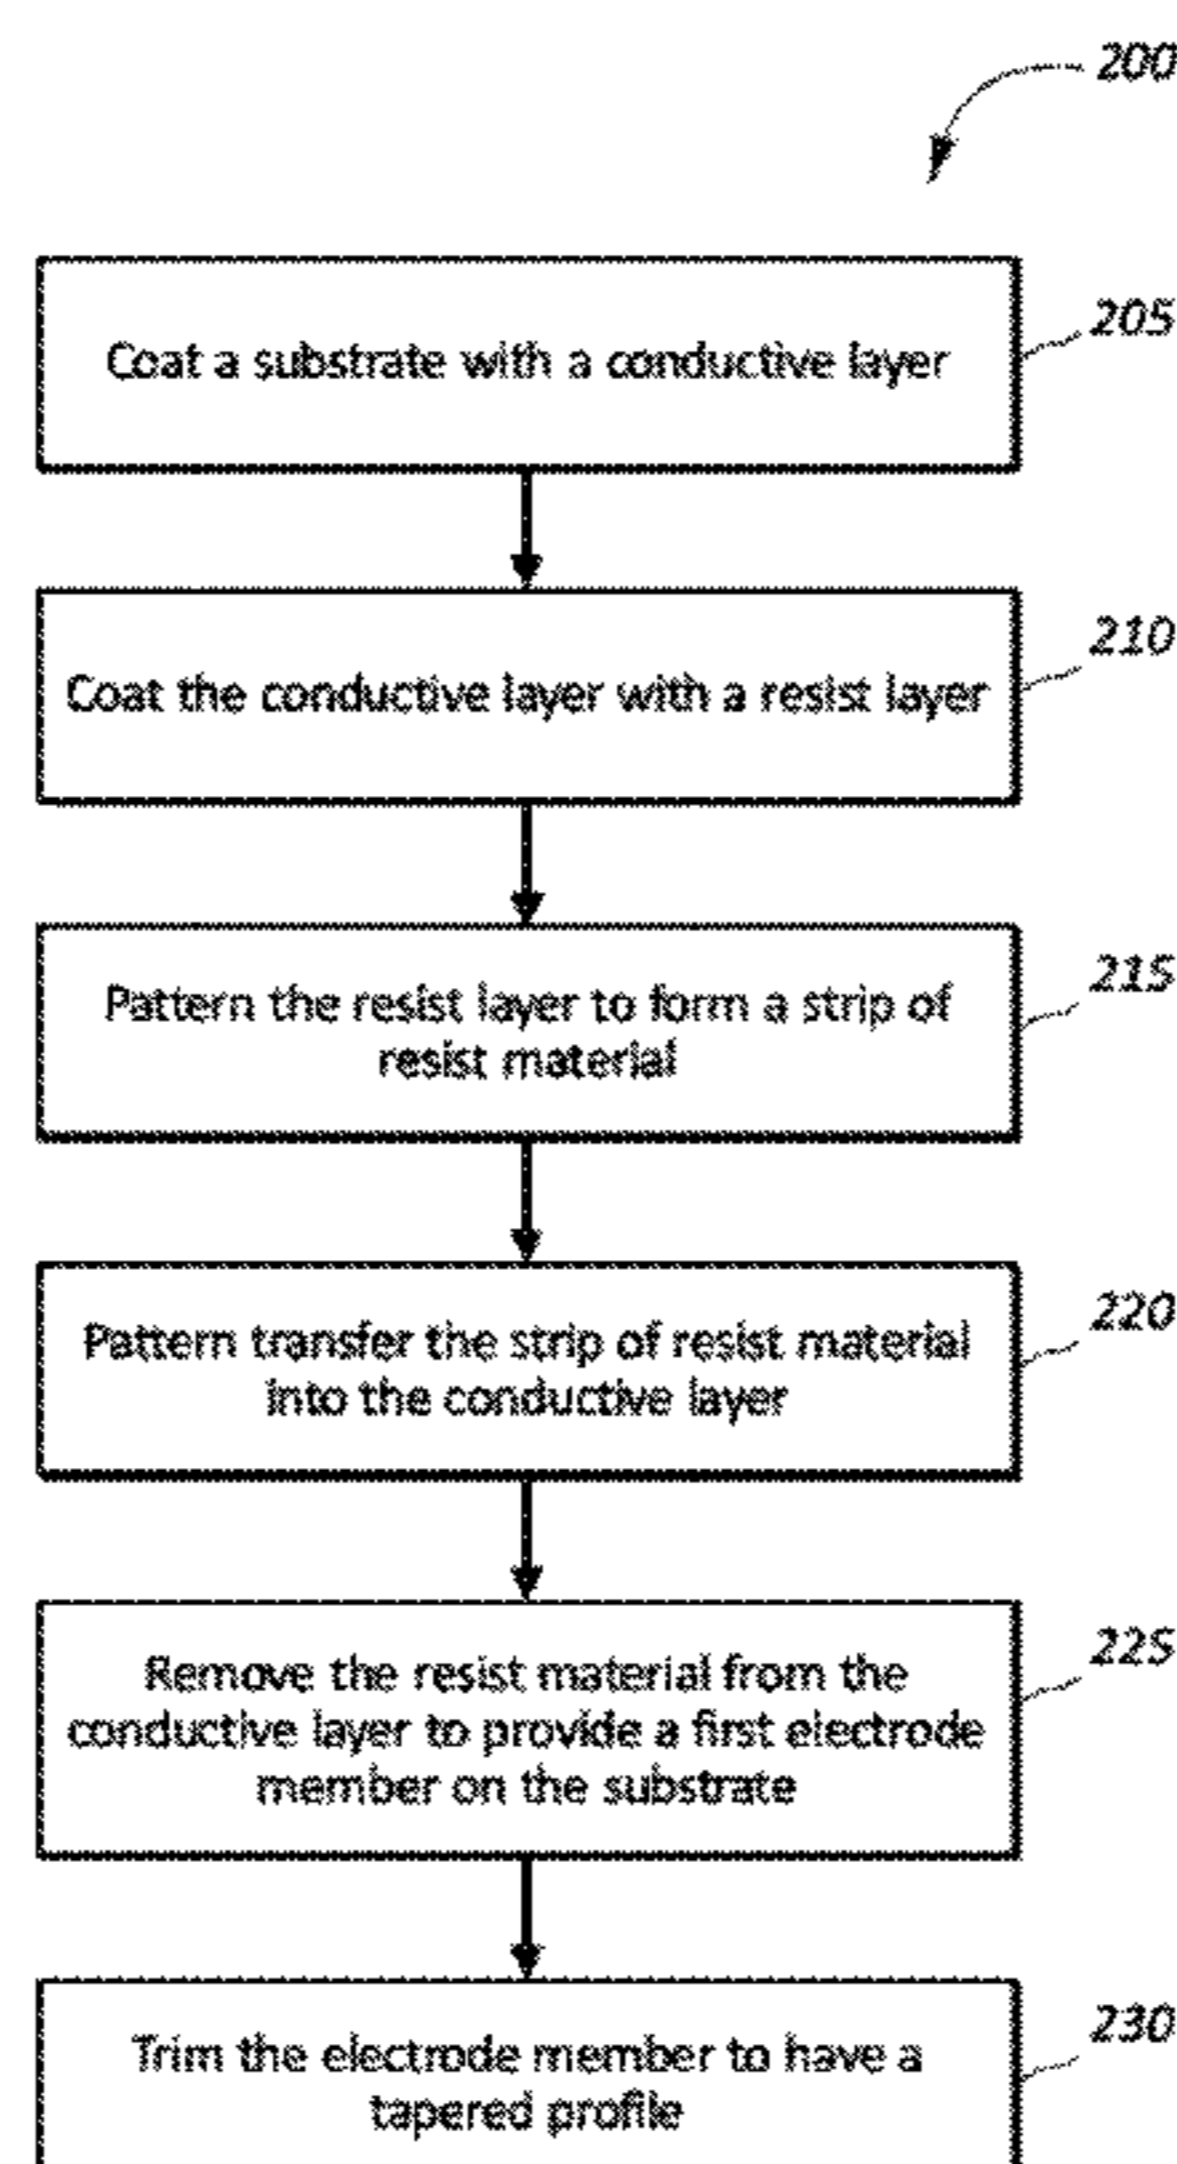 200
205
Coat a substrate with a conductive layer
210
Coat the conductive layer with a resist layer
215
Pattern the resist layer to form a strip of
resist material
220
Pattern transfer the strip of resist material
into the conductive layer
225
Remove the resist material from the
conductive layer to provide a first electrode
member on the substrate
230
Trim the electrode member to have a
tapered profile